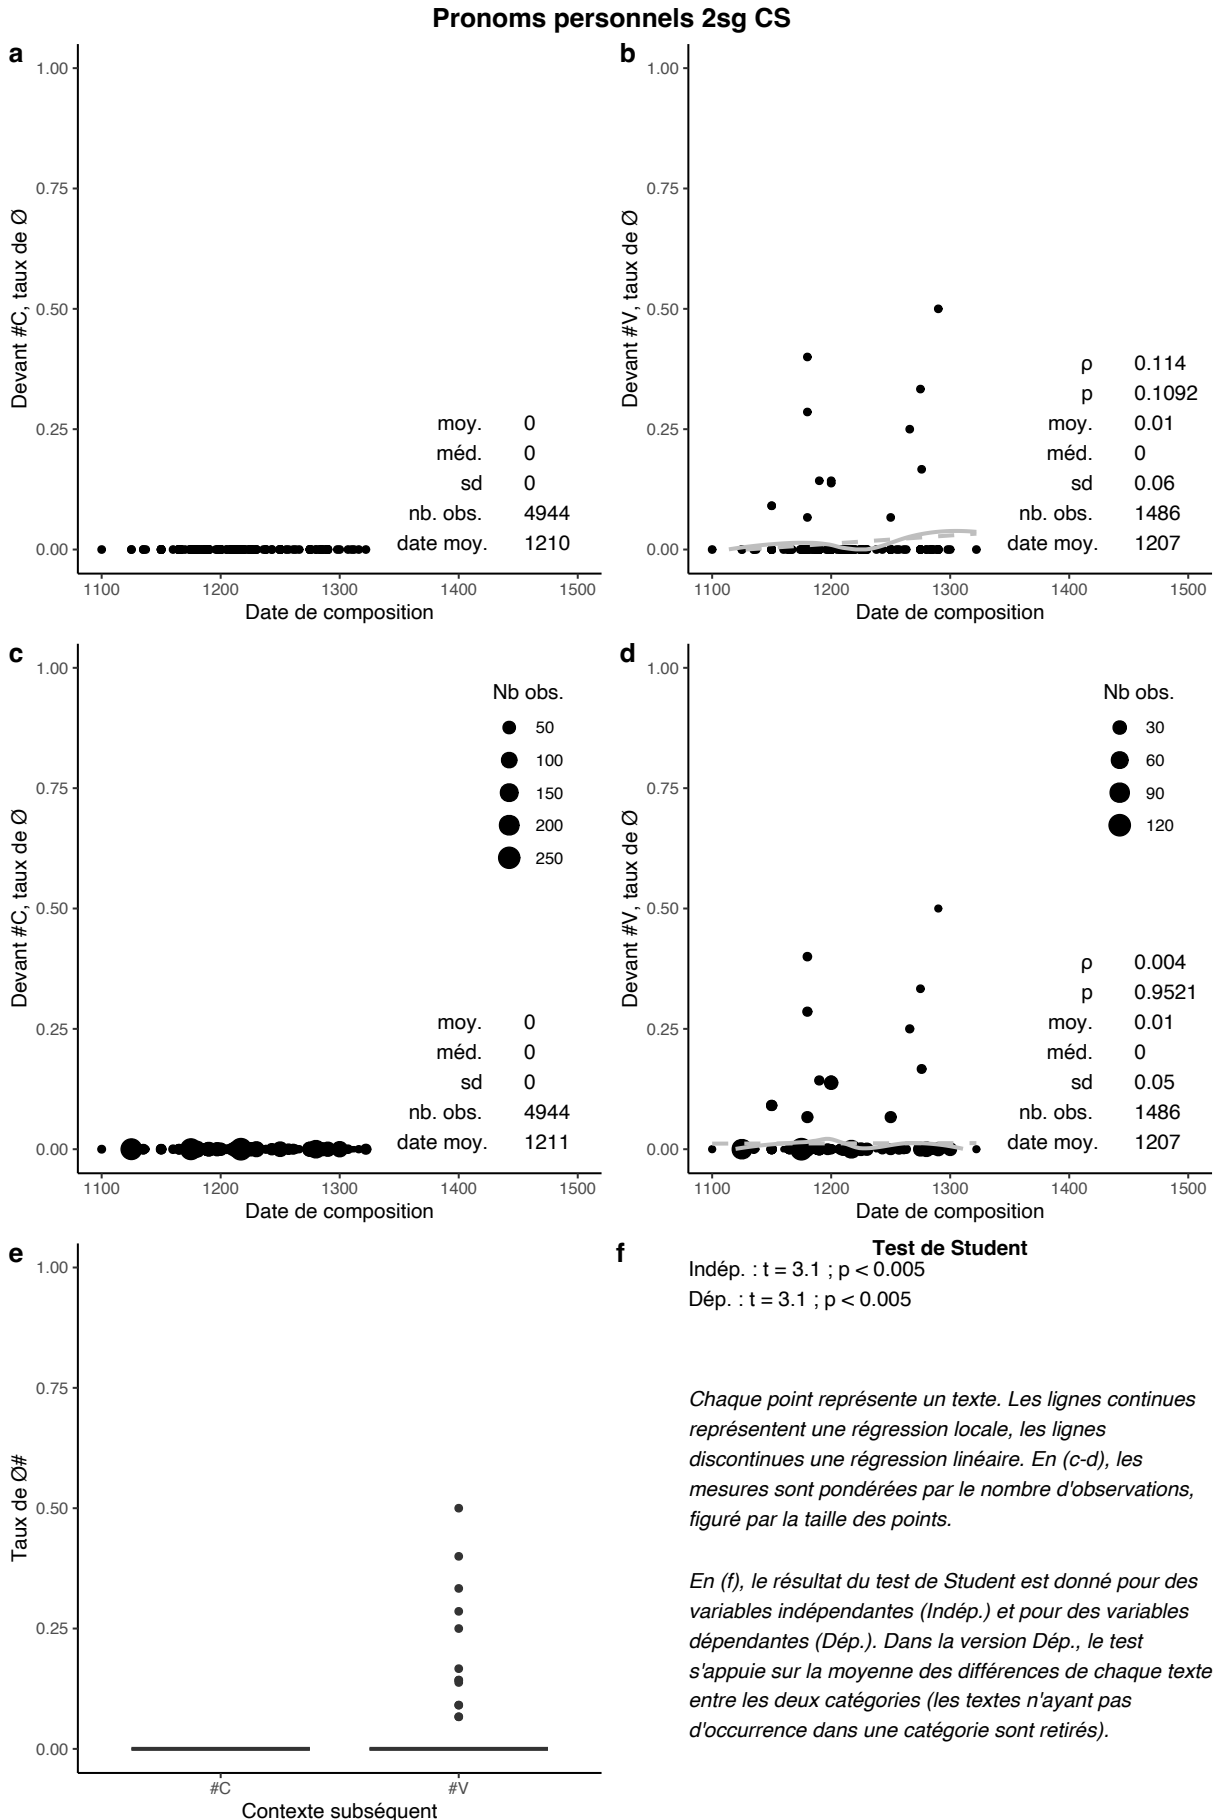 Pronoms personnels 2sg CS
a
1.00
0.75
0.50
0.25
0.00
Devant #C, taux de Ø
moy. 0
méd. 0
sd 0
nb. obs. 4944
date moy. 1210
1100 1200 1300 1400 1500
Date de composition
b
1.00
0.75
0.50
0.25
0.00
Devant #V, taux de Ø
ρ 0.114
p 0.1092
moy. 0.01
méd. 0
sd 0.06
nb. obs. 1486
date moy. 1207
1100 1200 1300 1400 1500
Date de composition
c
1.00
0.75
0.50
0.25
0.00
Devant #C, taux de Ø
Nb obs.
50
100
150
200
250
moy. 0
méd. 0
sd 0
nb. obs. 4944
date moy. 1211
1100 1200 1300 1400 1500
Date de composition
d
1.00
0.75
0.50
0.25
0.00
Devant #V, taux de Ø
Nb obs.
30
60
90
120
ρ 0.004
p 0.9521
moy. 0.01
méd. 0
sd 0.05
nb. obs. 1486
date moy. 1207
1100 1200 1300 1400 1500
Date de composition
e
1.00
0.75
0.50
0.25
0.00
Taux de Ø#
#C #V
Contexte subséquent
f
Test de Student
Indép. : t = 3.1 ; p < 0.005
Dép. : t = 3.1 ; p < 0.005
Chaque point représente un texte. Les lignes continues
représentent une régression locale, les lignes
discontinues une régression linéaire. En (c-d), les
mesures sont pondérées par le nombre d'observations,
figuré par la taille des points.
En (f), le résultat du test de Student est donné pour des
variables indépendantes (Indép.) et pour des variables
dépendantes (Dép.). Dans la version Dép., le test
s'appuie sur la moyenne des différences de chaque texte
entre les deux catégories (les textes n'ayant pas
d'occurrence dans une catégorie sont retirés).